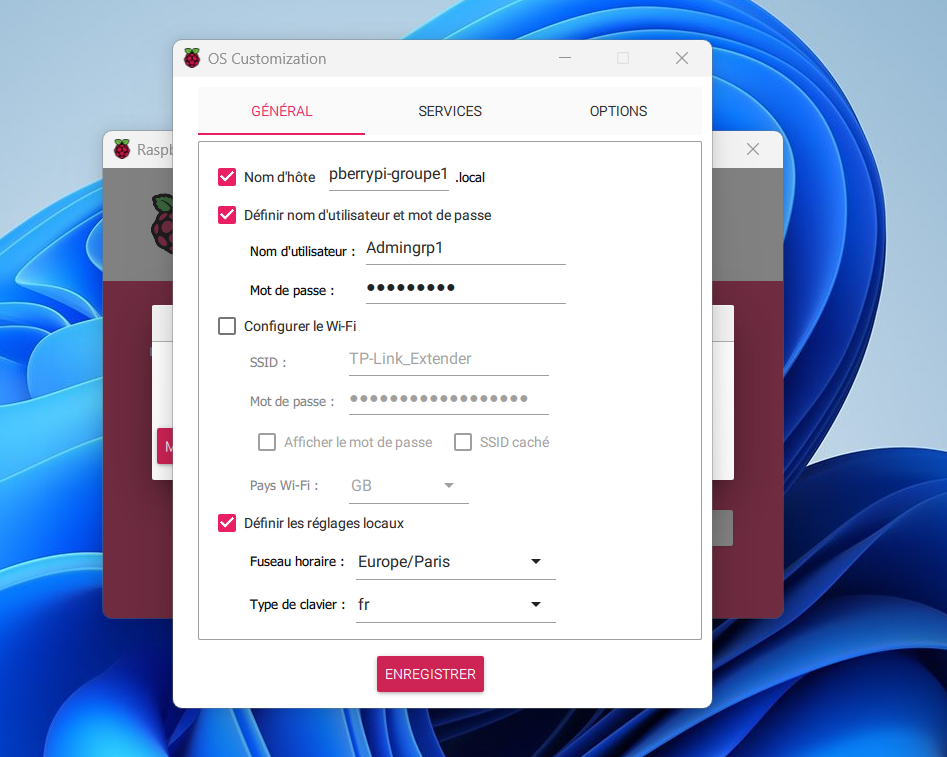 OS Customization
GÉNÉRAL SERVICES OPTIONS
Raspb
Nom d'hôte pberrypi-groupe1 .local
Définir nom d'utilisateur et mot de passe
Nom d'utilisateur : Admingrp1
Mot de passe : •••••••••
Configurer le Wi-Fi
SSID : TP-Link_Extender
Mot de passe : ••••••••••••••••••
M
Afficher le mot de passe SSID caché
Pays Wi-Fi : GB
Définir les réglages locaux
Fuseau horaire : Europe/Paris
Type de clavier : fr
ENREGISTRER